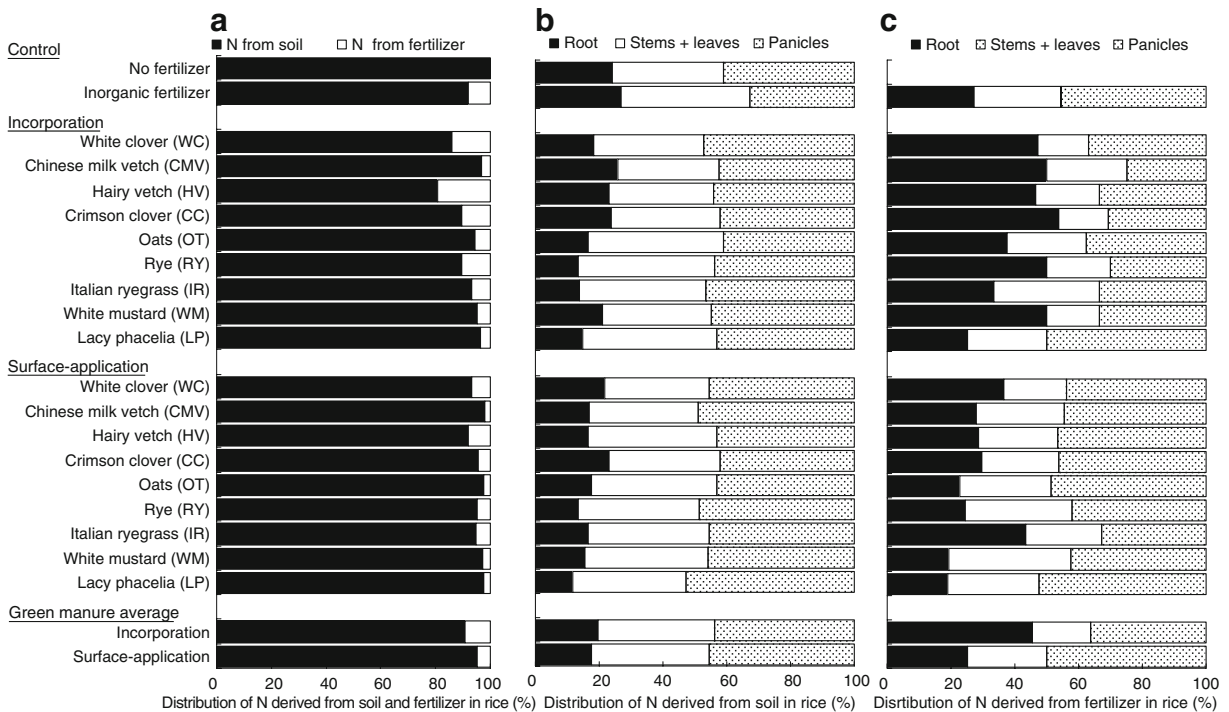 a
b
c
N from soil N from fertilizer
Root Stems + leaves Panicles
Root Stems + leaves Panicles
Control
No fertilizer
Inorganic fertilizer
Incorporation
White clover (WC)
Chinese milk vetch (CMV)
Hairy vetch (HV)
Crimson clover (CC)
Oats (OT)
Rye (RY)
Italian ryegrass (IR)
White mustard (WM)
Lacy phacelia (LP)
Surface-application
White clover (WC)
Chinese milk vetch (CMV)
Hairy vetch (HV)
Crimson clover (CC)
Oats (OT)
Rye (RY)
Italian ryegrass (IR)
White mustard (WM)
Lacy phacelia (LP)
Green manure average
Incorporation
Surface-application
0 20 40 60 80 100
0 20 40 60 80 100
0 20 40 60 80 100
Distribution of N derived from soil and fertilizer in rice (%)
Distribution of N derived from soil in rice (%)
Disrtibution of N derived from fertilizer in rice (%)